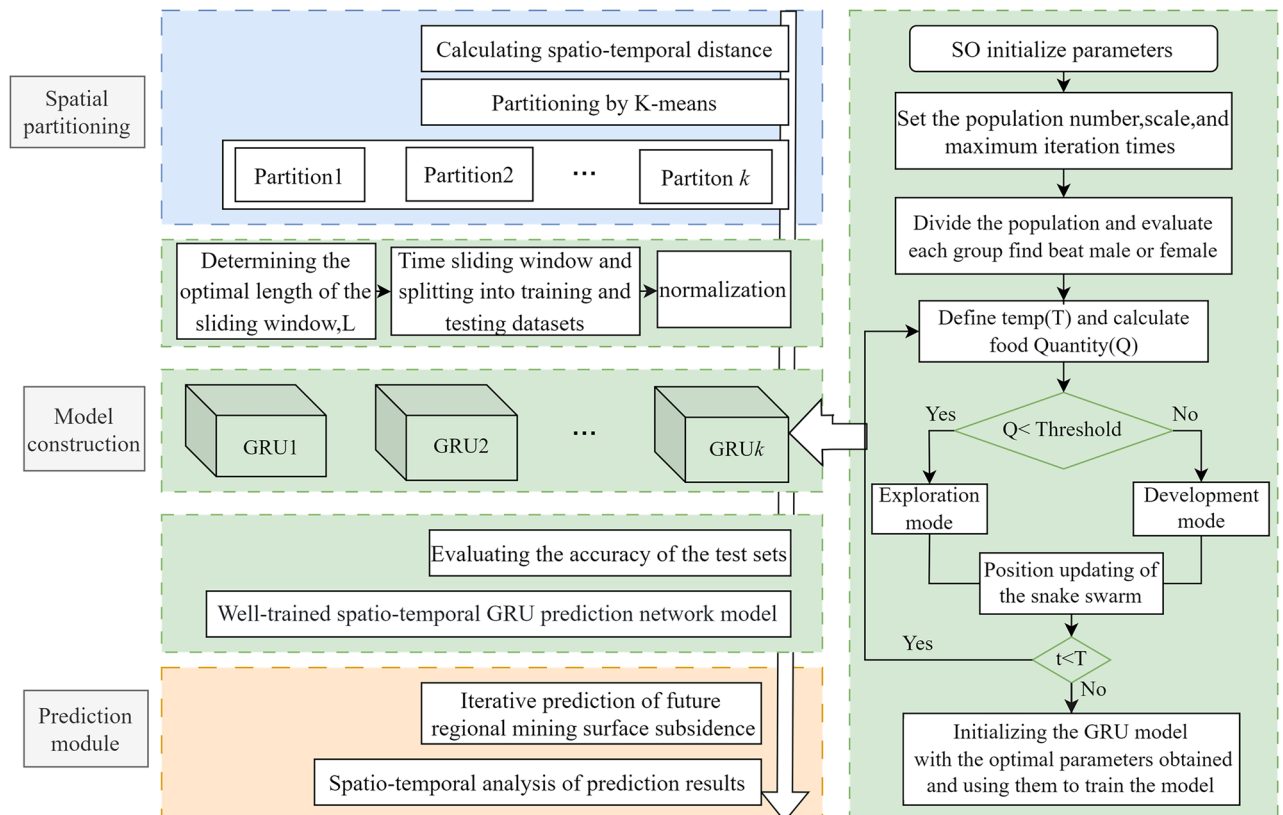 Spatial
partitioning
Calculating spatio-temporal distance
Partitioning by K-means
Partition1
Partition2
...
Partiton k
Determining the
optimal length of the
sliding window,L
Time sliding window and
splitting into training and
testing datasets
normalization
Model
construction
GRU1
GRU2
...
GRUk
Evaluating the accuracy of the test sets
Well-trained spatio-temporal GRU prediction network model
Prediction
module
Iterative prediction of future
regional mining surface subsidence
Spatio-temporal analysis of prediction results
SO initialize parameters
Set the population number,scale,and
maximum iteration times
Divide the population and evaluate
each group find beat male or female
Define temp(T) and calculate
food Quantity(Q)
Yes
Q< Threshold
No
Exploration
mode
Development
mode
Position updating of
the snake swarm
Yes
t<T
No
Initializing the GRU model
with the optimal parameters obtained
and using them to train the model